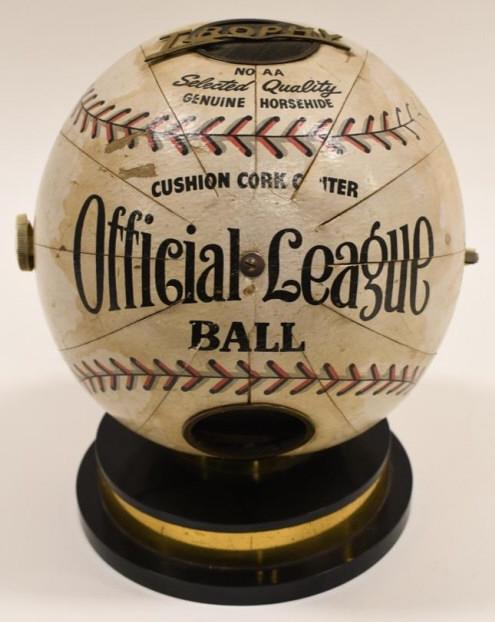 TROPHY
NO AA
Selected Quality
GENUINE HORSEHIDE
CUSHION CORK
Official League
BALL